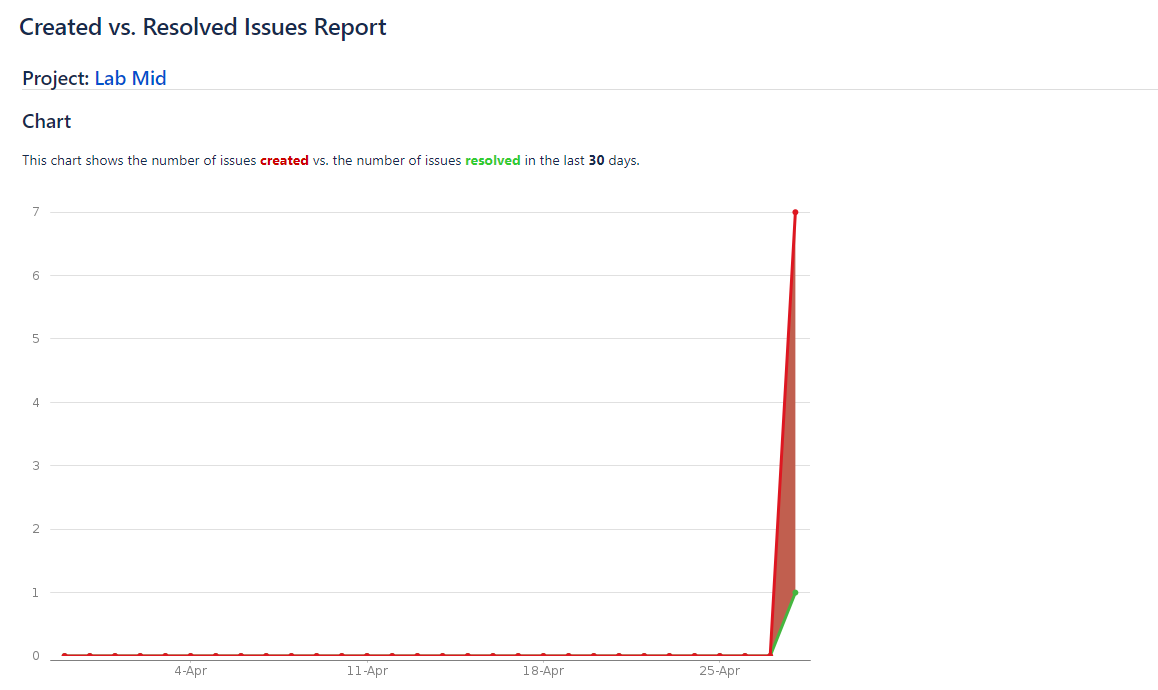 Created vs. Resolved Issues Report
Project: Lab Mid
Chart
This chart shows the number of issues created vs. the number of issues resolved in the last 30 days.
7
6
5
4
3
2
1
0
4-Apr 11-Apr 18-Apr 25-Apr